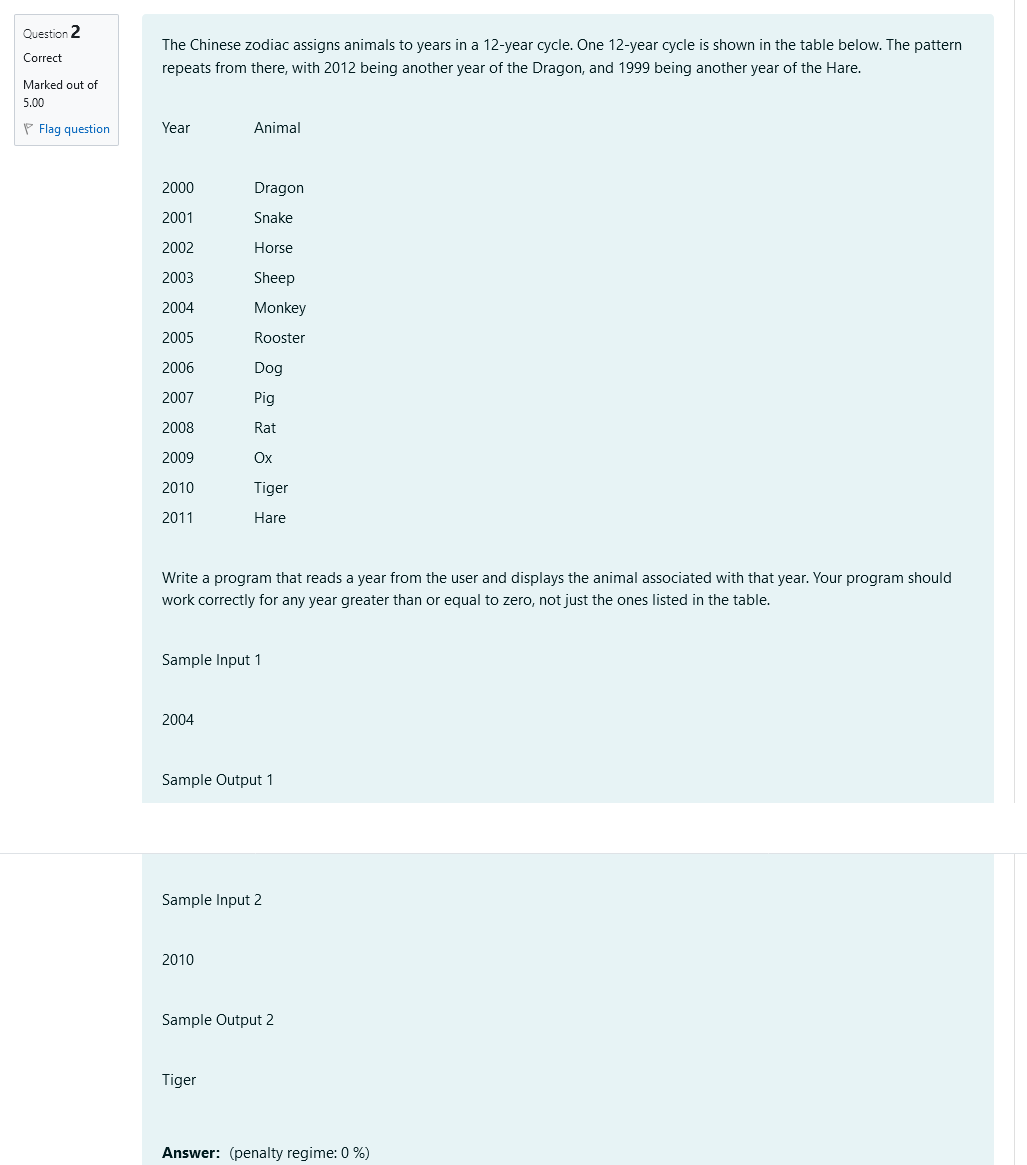 Question 2
Correct
Marked out of
5.00
Flag question
The Chinese zodiac assigns animals to years in a 12-year cycle. One 12-year cycle is shown in the table below. The pattern
repeats from there, with 2012 being another year of the Dragon, and 1999 being another year of the Hare.
Year Animal
2000 Dragon
2001 Snake
2002 Horse
2003 Sheep
2004 Monkey
2005 Rooster
2006 Dog
2007 Pig
2008 Rat
2009 Ox
2010 Tiger
2011 Hare
Write a program that reads a year from the user and displays the animal associated with that year. Your program should
work correctly for any year greater than or equal to zero, not just the ones listed in the table.
Sample Input 1
2004
Sample Output 1
Sample Input 2
2010
Sample Output 2
Tiger
Answer: (penalty regime: 0 %)